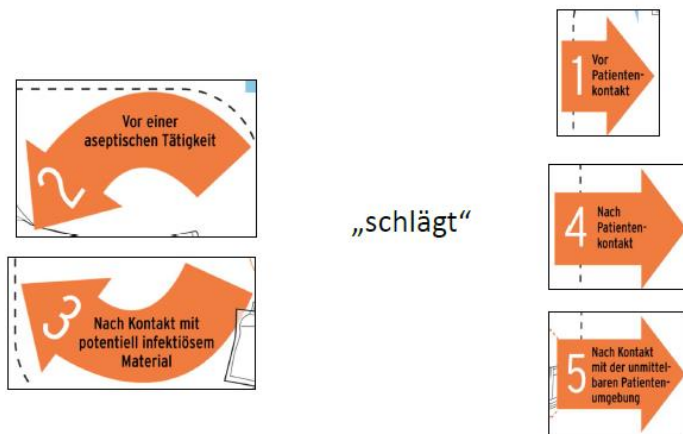 Vor einer
aseptischen Tätigkeit
2
3
Nach Kontakt mit
potentiell infektiösem
Material
„schlägt“
1
Vor
Patienten-
kontakt
4
Nach
Patienten-
kontakt
5
Nach Kontakt
mit der unmittel-
baren Patienten-
umgebung